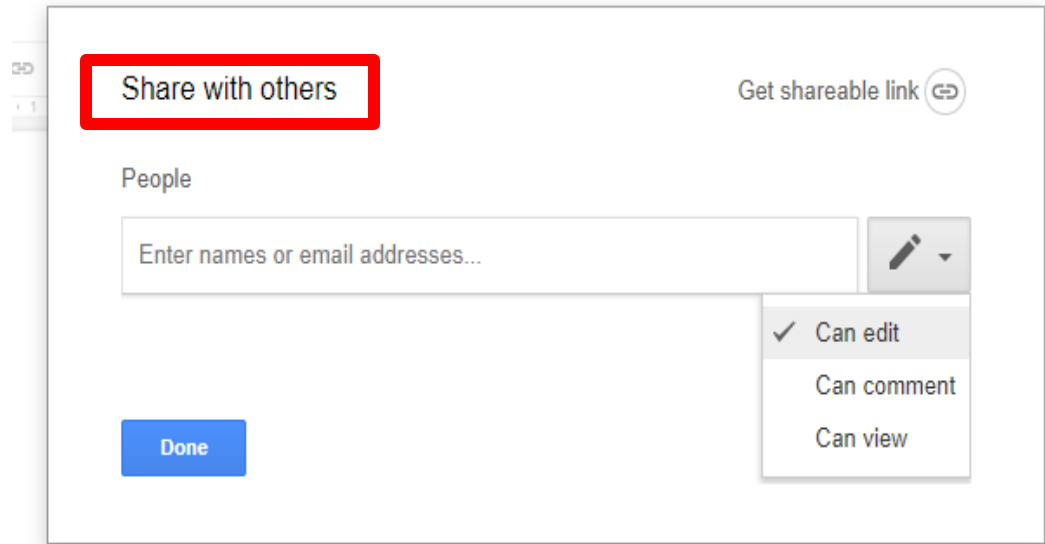 Share with others
Get shareable link
1
People
Enter names or email addresses...
Can edit
Can comment
Can view
Done